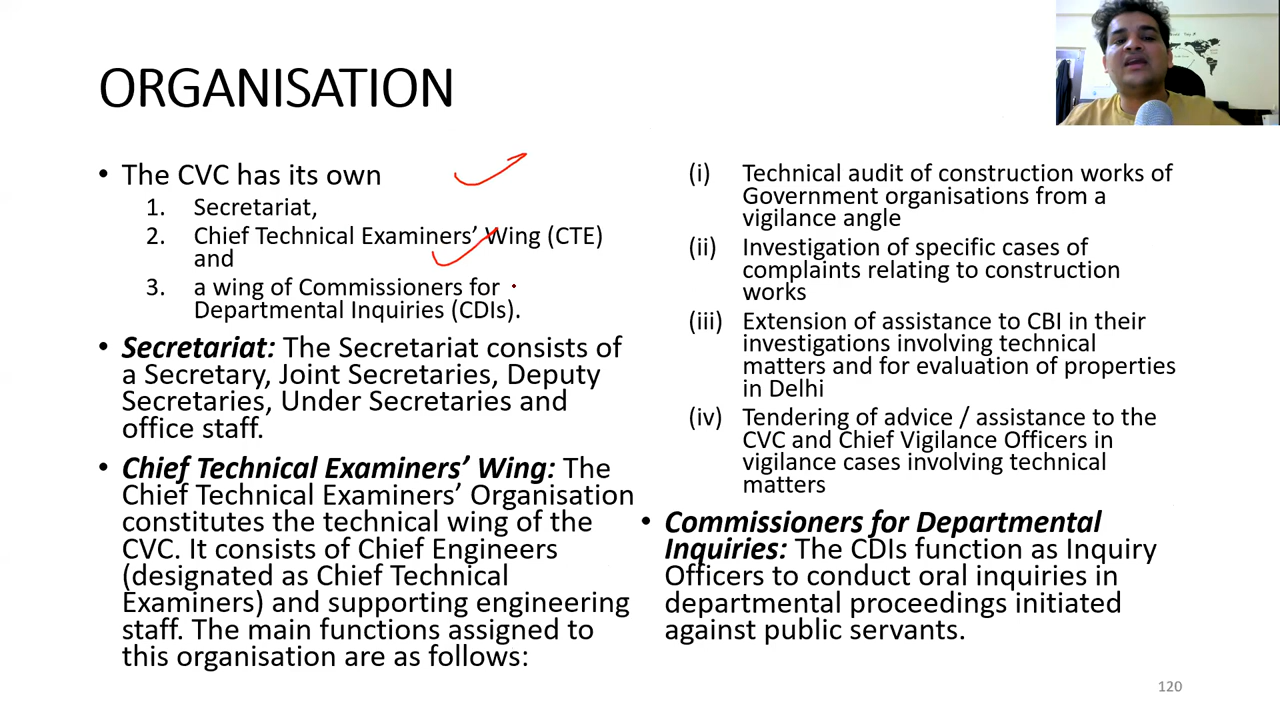 ORGANISATION
• The CVC has its own
1. Secretariat,
2. Chief Technical Examiners’ Wing (CTE)
and
3. a wing of Commissioners for
Departmental Inquiries (CDIs).
• Secretariat: The Secretariat consists of
a Secretary, Joint Secretaries, Deputy
Secretaries, Under Secretaries and
office staff.
• Chief Technical Examiners’ Wing: The
Chief Technical Examiners’ Organisation
constitutes the technical wing of the
CVC. It consists of Chief Engineers
(designated as Chief Technical
Examiners) and supporting engineering
staff. The main functions assigned to
this organisation are as follows:
(i) Technical audit of construction works of
Government organisations from a
vigilance angle
(ii) Investigation of specific cases of
complaints relating to construction
works
(iii) Extension of assistance to CBI in their
investigations involving technical
matters and for evaluation of properties
in Delhi
(iv) Tendering of advice / assistance to the
CVC and Chief Vigilance Officers in
vigilance cases involving technical
matters
• Commissioners for Departmental
Inquiries: The CDIs function as Inquiry
Officers to conduct oral inquiries in
departmental proceedings initiated
against public servants.
120